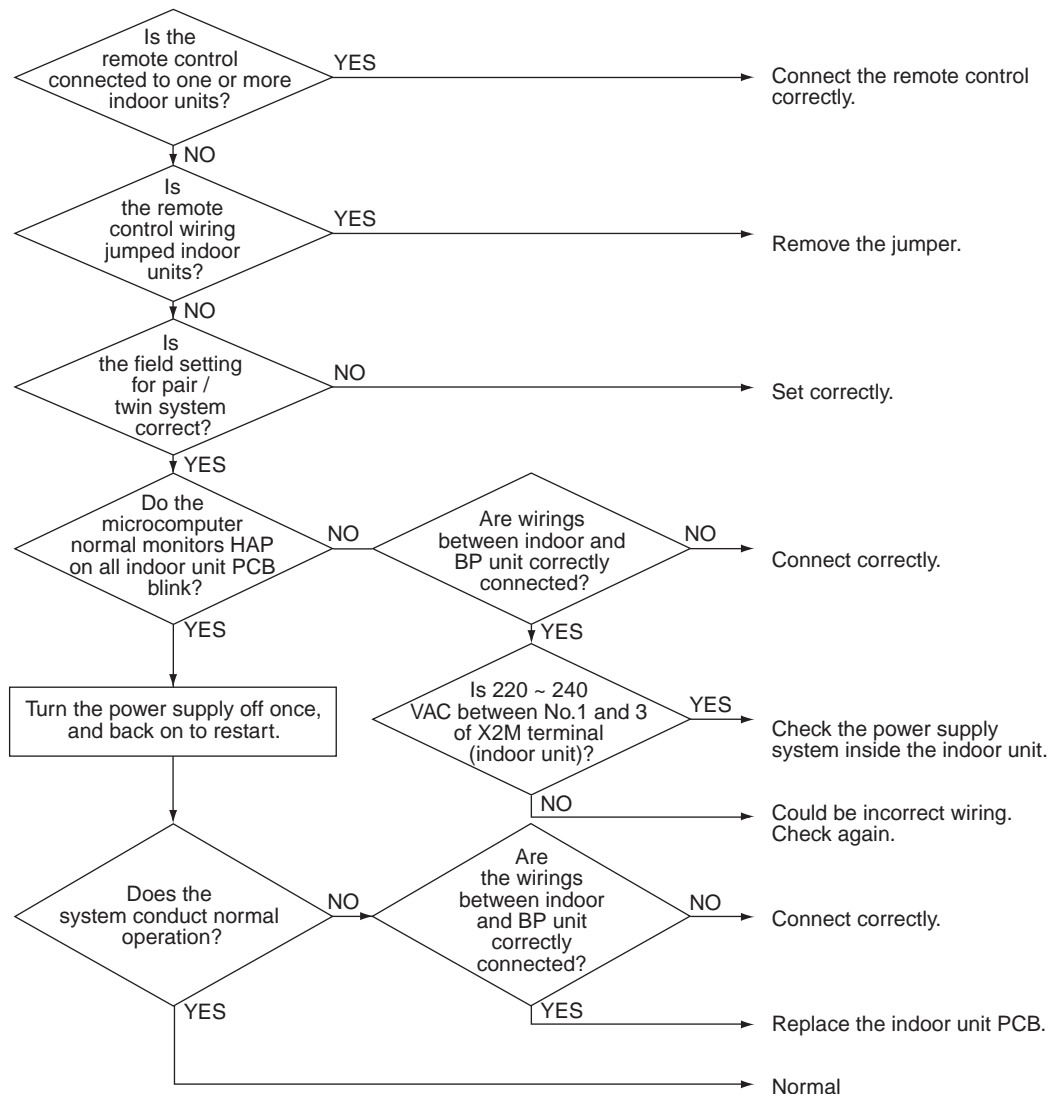 Is the
remote control
connected to one or more
indoor units?
YES
Connect the remote control
correctly.
NO
Is
the remote
control wiring
jumped indoor
units?
YES
Remove the jumper.
NO
Is
the field setting
for pair /
twin system
correct?
NO
Set correctly.
YES
Do the
microcomputer
normal monitors HAP
on all indoor unit PCB
blink?
NO
Are wirings
between indoor and
BP unit correctly
connected?
NO
Connect correctly.
YES
YES
Turn the power supply off once,
and back on to restart.
Is 220 ~ 240
VAC between No.1 and 3
of X2M terminal
(indoor unit)?
YES
Check the power supply
system inside the indoor unit.
NO
Could be incorrect wiring.
Check again.
Does the
system conduct normal
operation?
NO
Are
the wirings
between indoor
and BP unit
correctly
connected?
NO
Connect correctly.
YES
YES
Replace the indoor unit PCB.
Normal